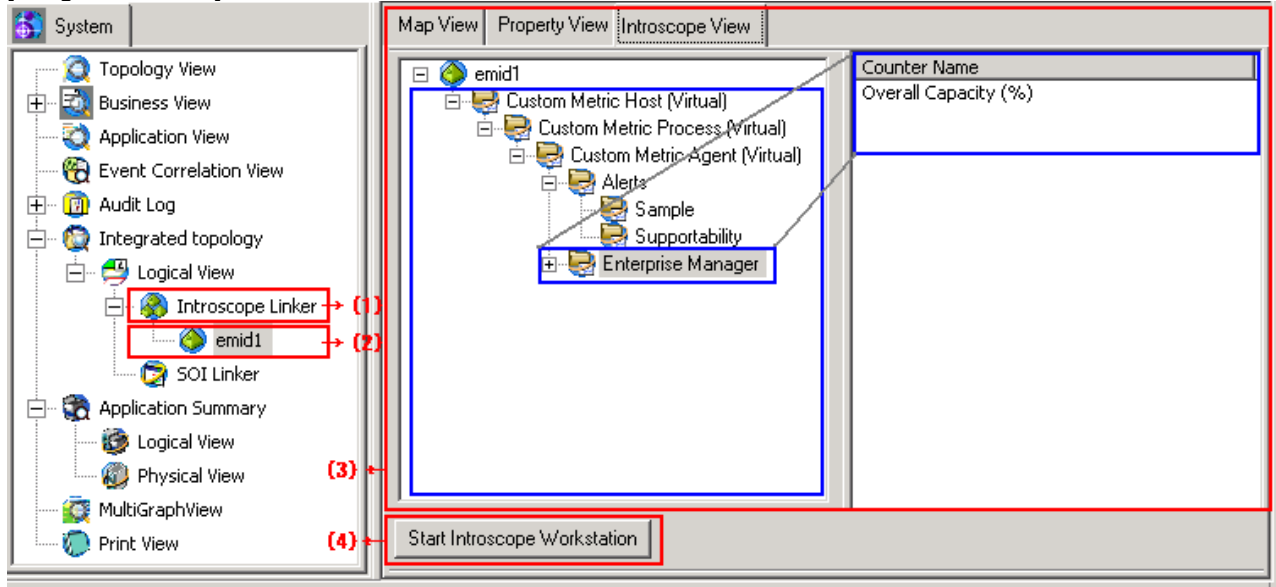 System
Topology View
Business View
Application View
Event Correlation View
Audit Log
Integrated topology
Logical View
Introscope Linker (1)
emid1 (2)
SOI Linker
Application Summary
Logical View
Physical View (3)
MultiGraphView
Print View (4)
Map View Property View Introscope View
emid1
Custom Metric Host (Virtual)
Custom Metric Process (Virtual)
Custom Metric Agent (Virtual)
Alerts
Sample
Supportability
Enterprise Manager
Counter Name
Overall Capacity (%)
Start Introscope Workstation